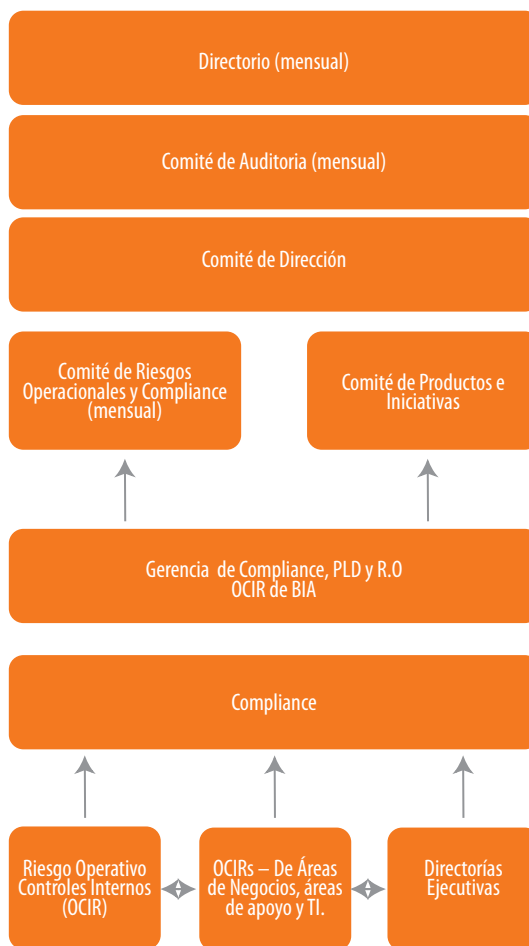 Directorio (mensual)
Comité de Auditoria (mensual)
Comité de Dirección
Comité de Riesgos
Operacionales y Compliance
(mensual)
Comité de Productos e
Iniciativas
Gerencia de Compliance, PLD y R.O
OCIR de BIA
Compliance
Riesgo Operativo
Controles Internos
(OCIR)
OCIRs – De Áreas
de Negocios, áreas
de apoyo y TI.
Directorías
Ejecutivas